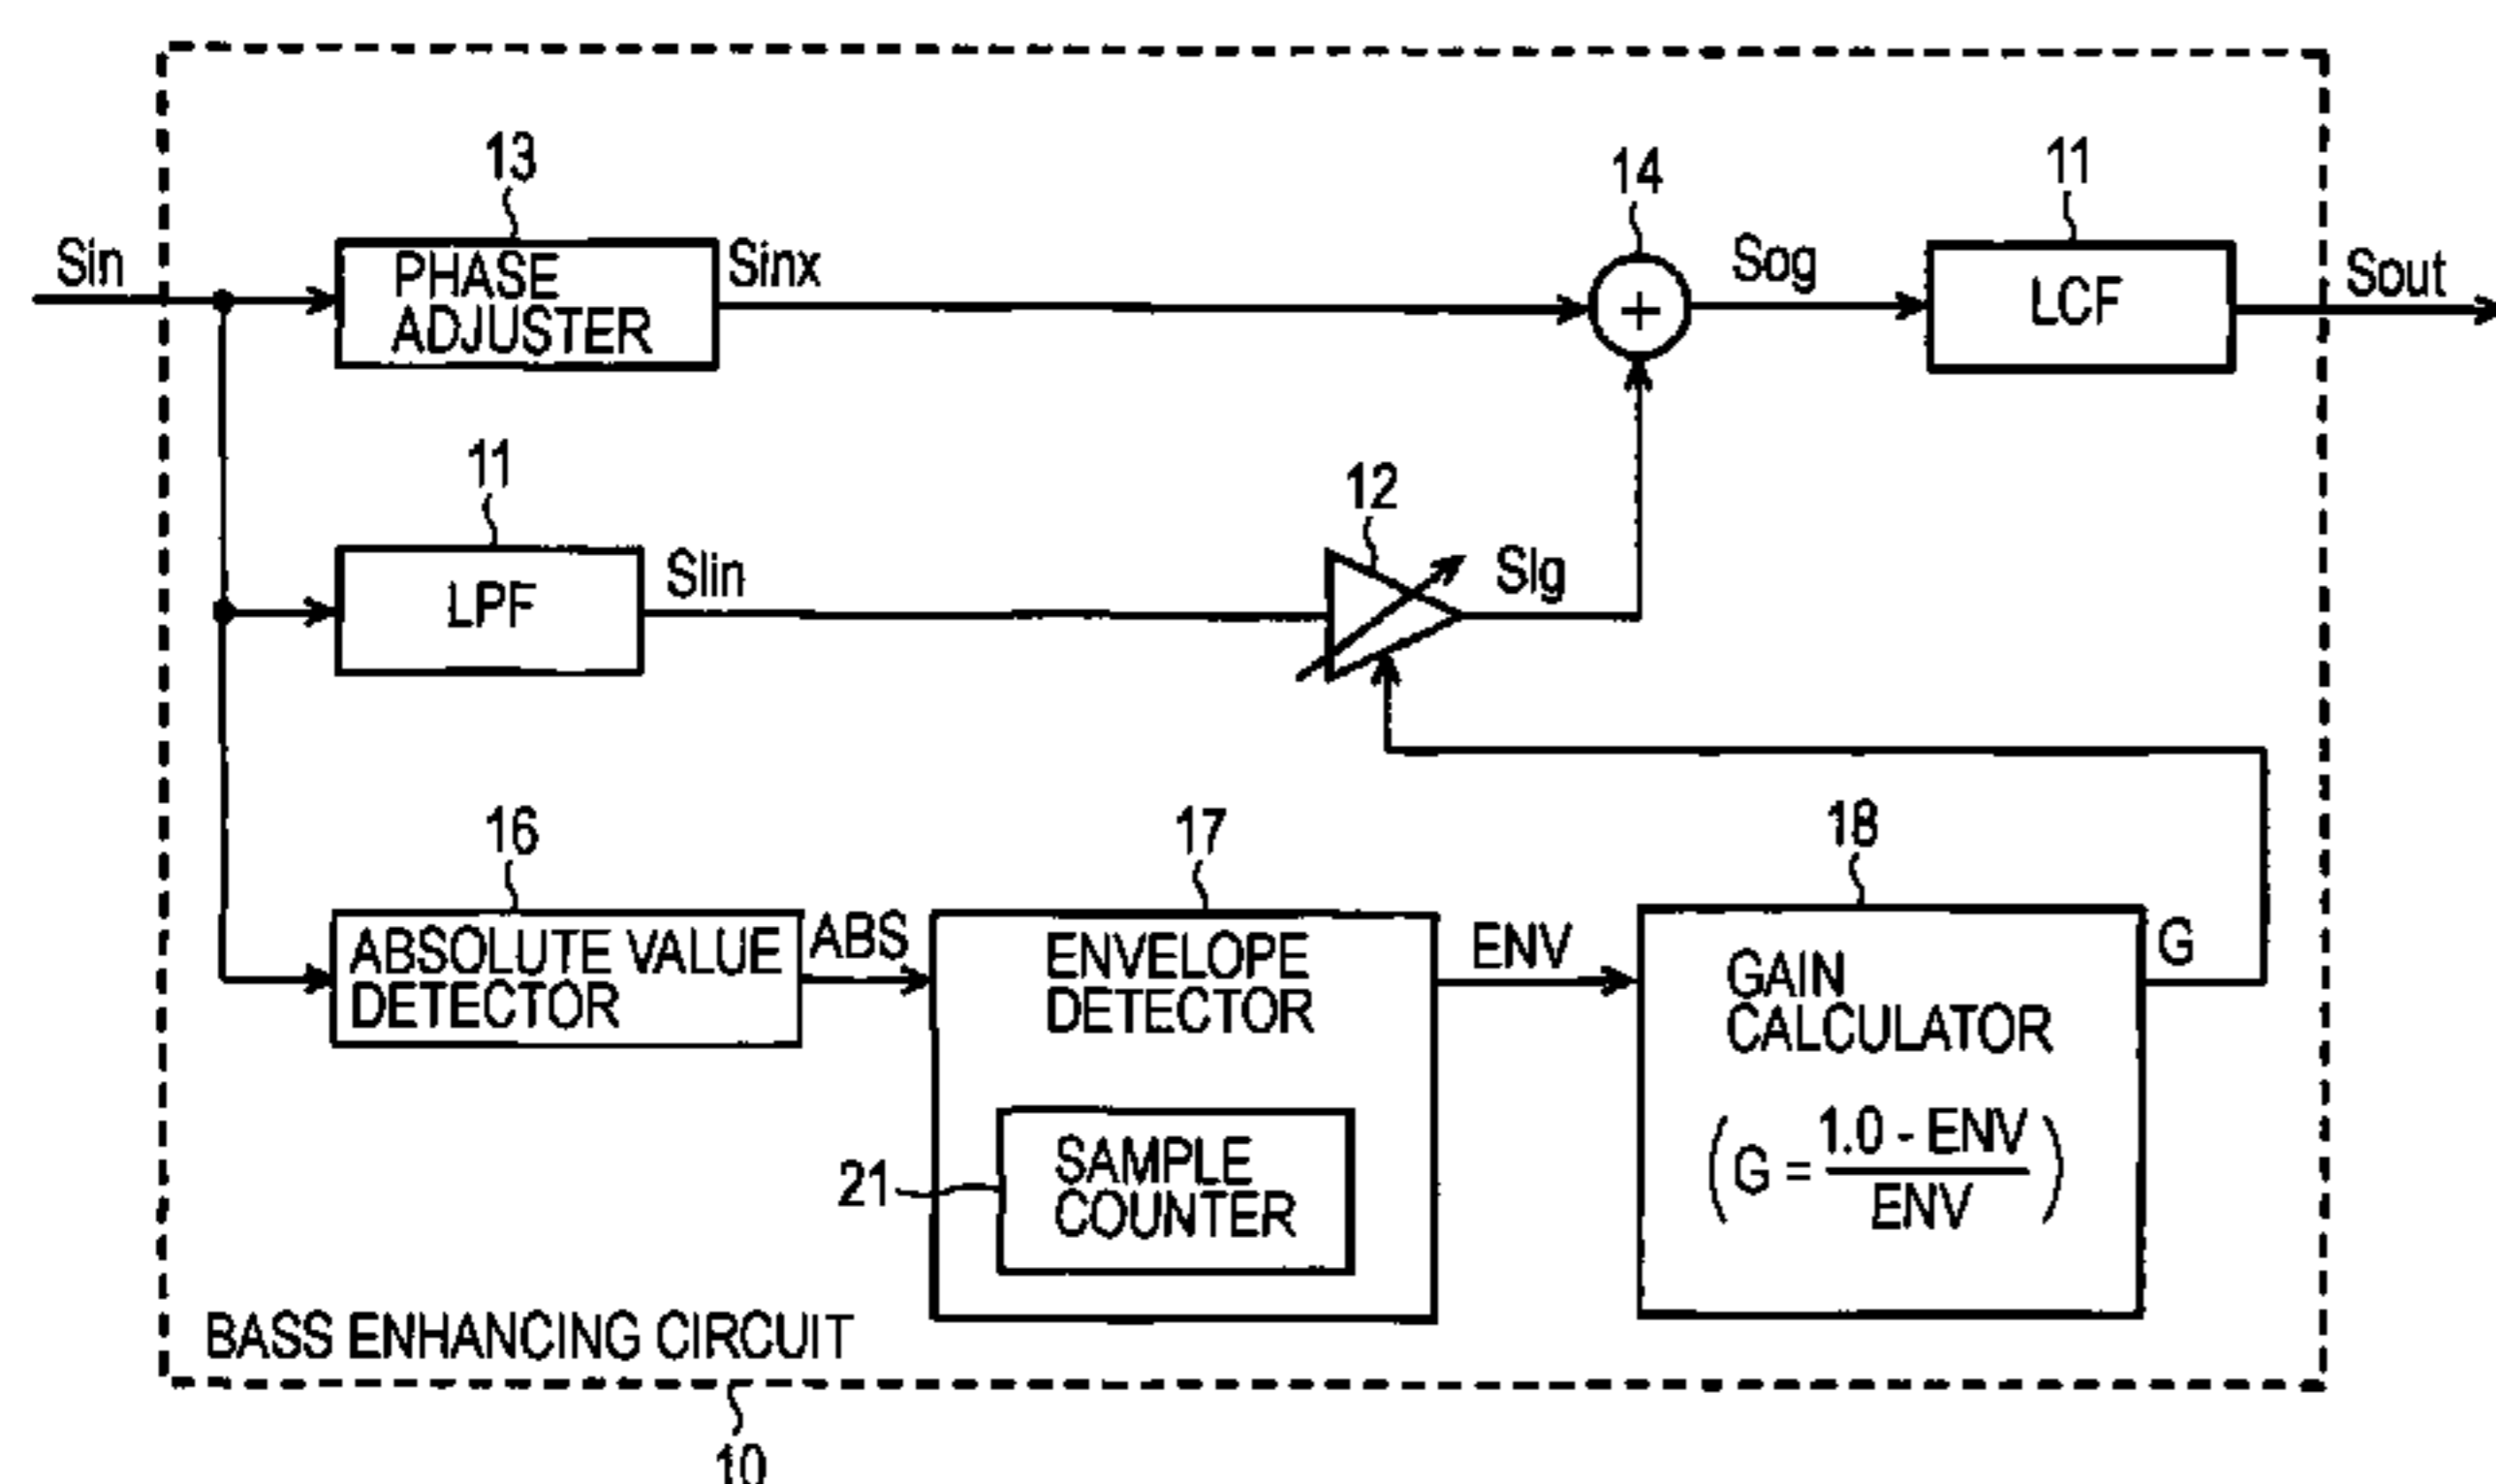 13
14
11
Sin
PHASE
ADJUSTER
Sinx
+
Sog
LCF
Sout
11
LPF
Slin
12
Slg
16
ABSOLUTE VALUE
DETECTOR
ABS
17
ENVELOPE
DETECTOR
21
SAMPLE
COUNTER
ENV
18
GAIN
CALCULATOR
(G = 1.0 - ENV / ENV)
G
BASS ENHANCING CIRCUIT
10